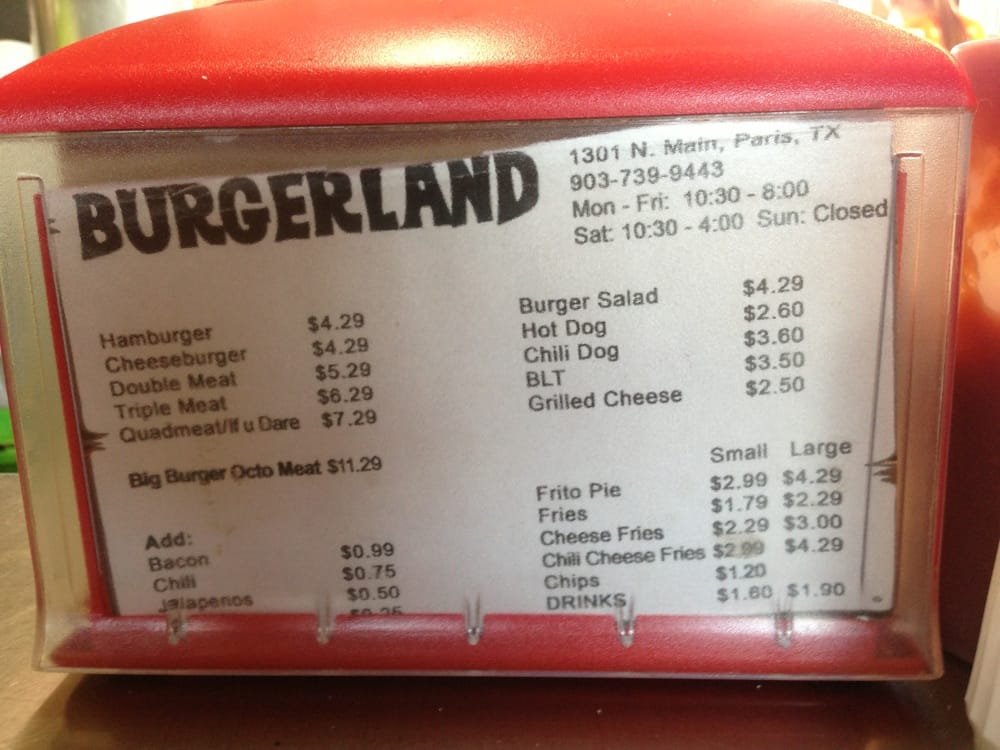 BURGERLAND
1301 N. Main, Paris, TX
903-739-9443
Mon - Fri: 10:30 - 8:00
Sat: 10:30 - 4:00 Sun: Closed
Hamburger $4.29
Cheeseburger $4.29
Double Meat $5.29
Triple Meat $6.29
Quadmeat/If u Dare $7.29
Big Burger Octo Meat $11.29
Add:
Bacon $0.99
Chili $0.75
Jalapenos $0.50
$0.25
Burger Salad $4.29
Hot Dog $2.60
Chili Dog $3.60
BLT $3.50
Grilled Cheese $2.50
Small Large
Frito Pie $2.99 $4.29
Fries $1.79 $2.29
Cheese Fries $2.29 $3.00
Chili Cheese Fries $2.99 $4.29
Chips $1.20
DRINKS $1.60 $1.90